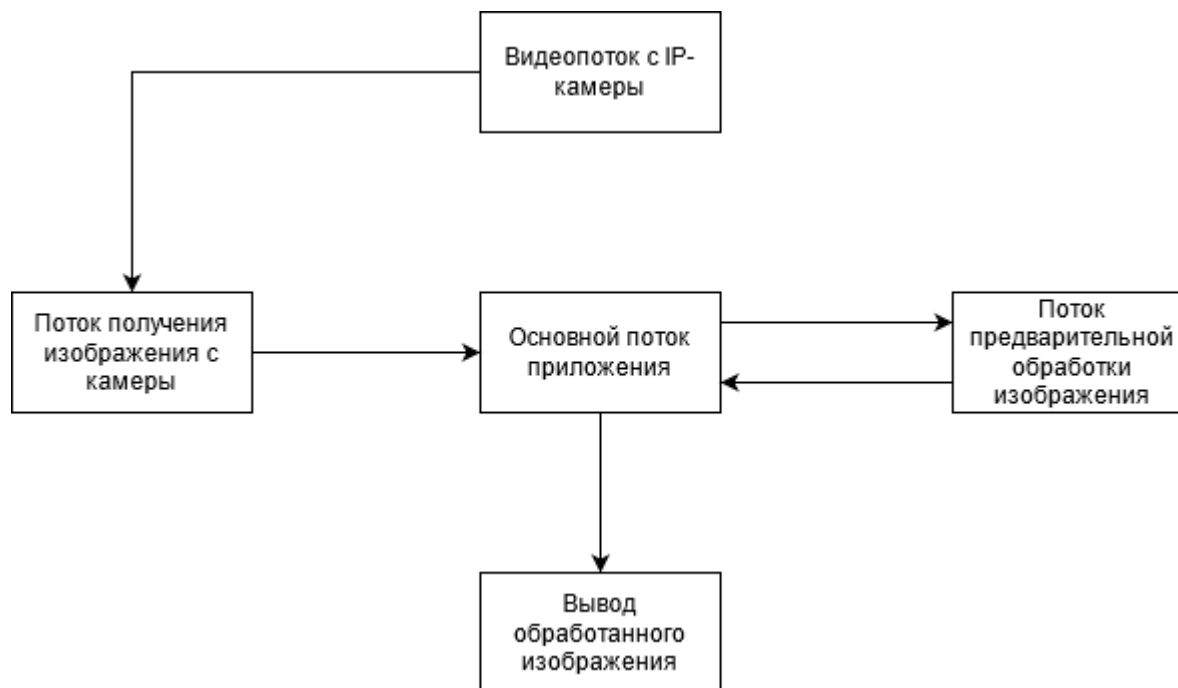 Видеопоток с IP-
камеры
Поток получения
изображения с
камеры
Основной поток
приложения
Поток
предварительной
обработки
изображения
Вывод
обработанного
изображения